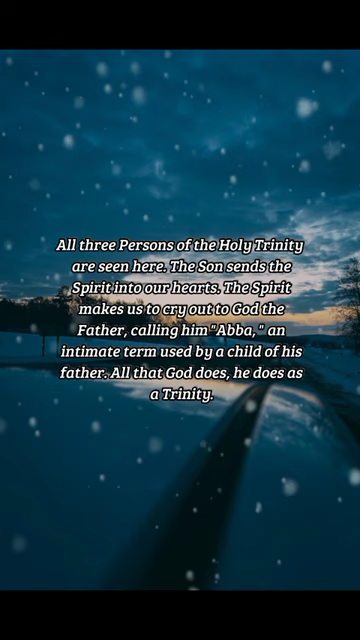 All three Persons of the Holy Trinity
are seen here. The Son sends the
Spirit into our hearts. The Spirit
makes us to cry out to God the
Father, calling him "Abba," an
intimate term used by a child of his
father. All that God does, he does as
a Trinity.